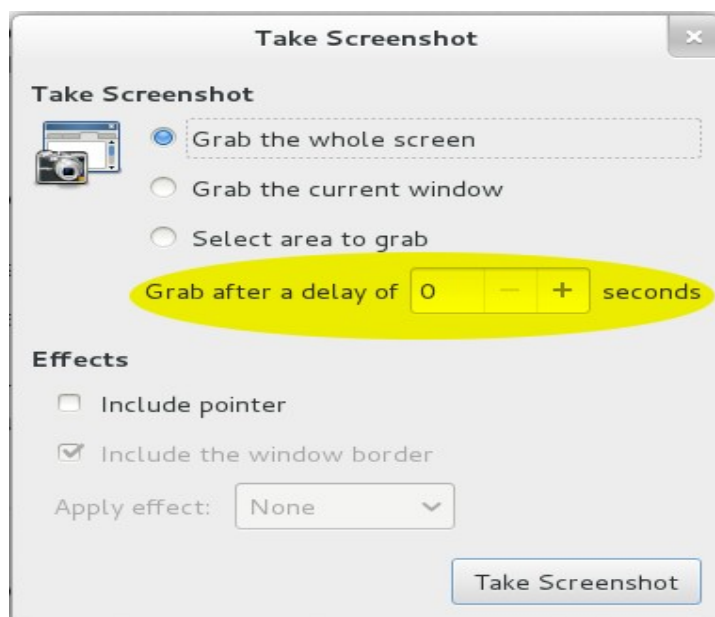 Take Screenshot
Take Screenshot
Grab the whole screen
Grab the current window
Select area to grab
Grab after a delay of 0 − + seconds
Effects
Include pointer
Include the window border
Apply effect: None
Take Screenshot